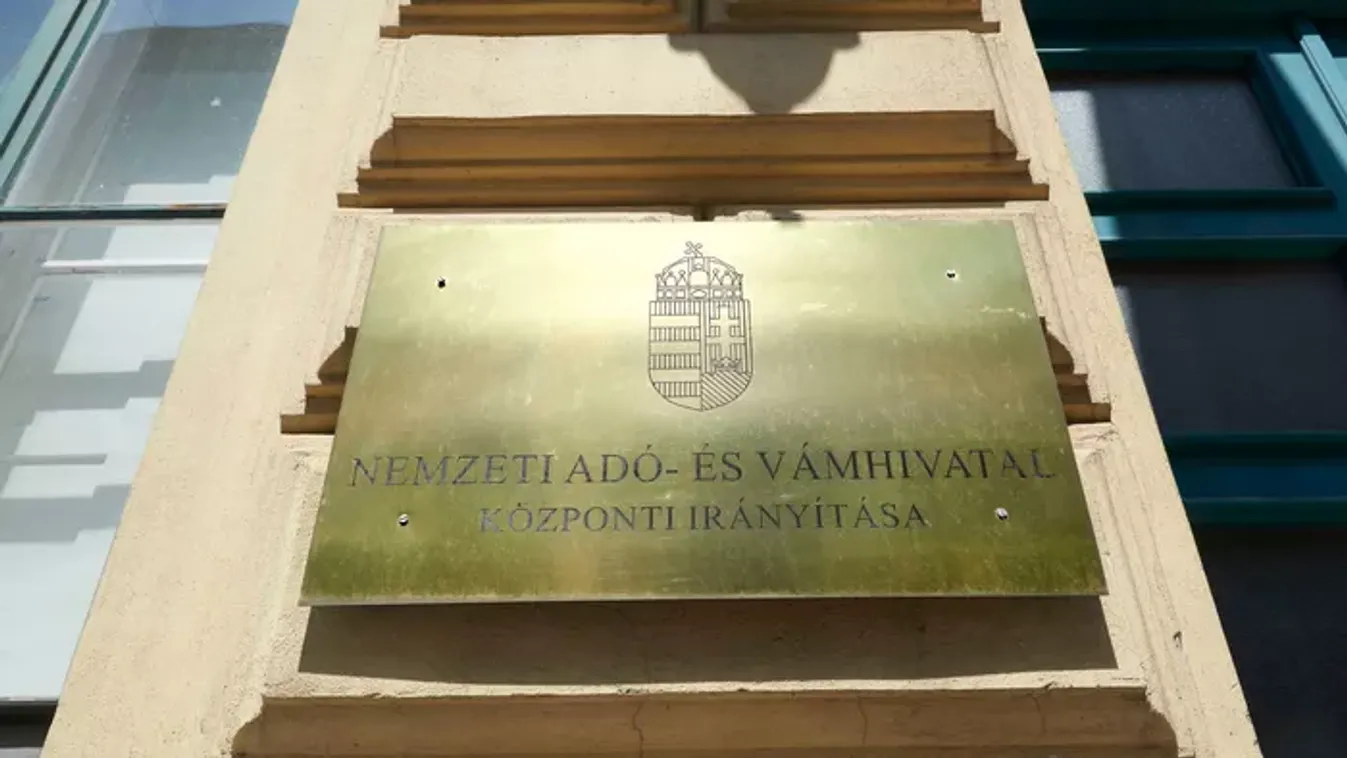 NEMZETI ADÓ- ÉS VÁMHIVATAL
KÖZPONTI IRÁNYÍTÁSA